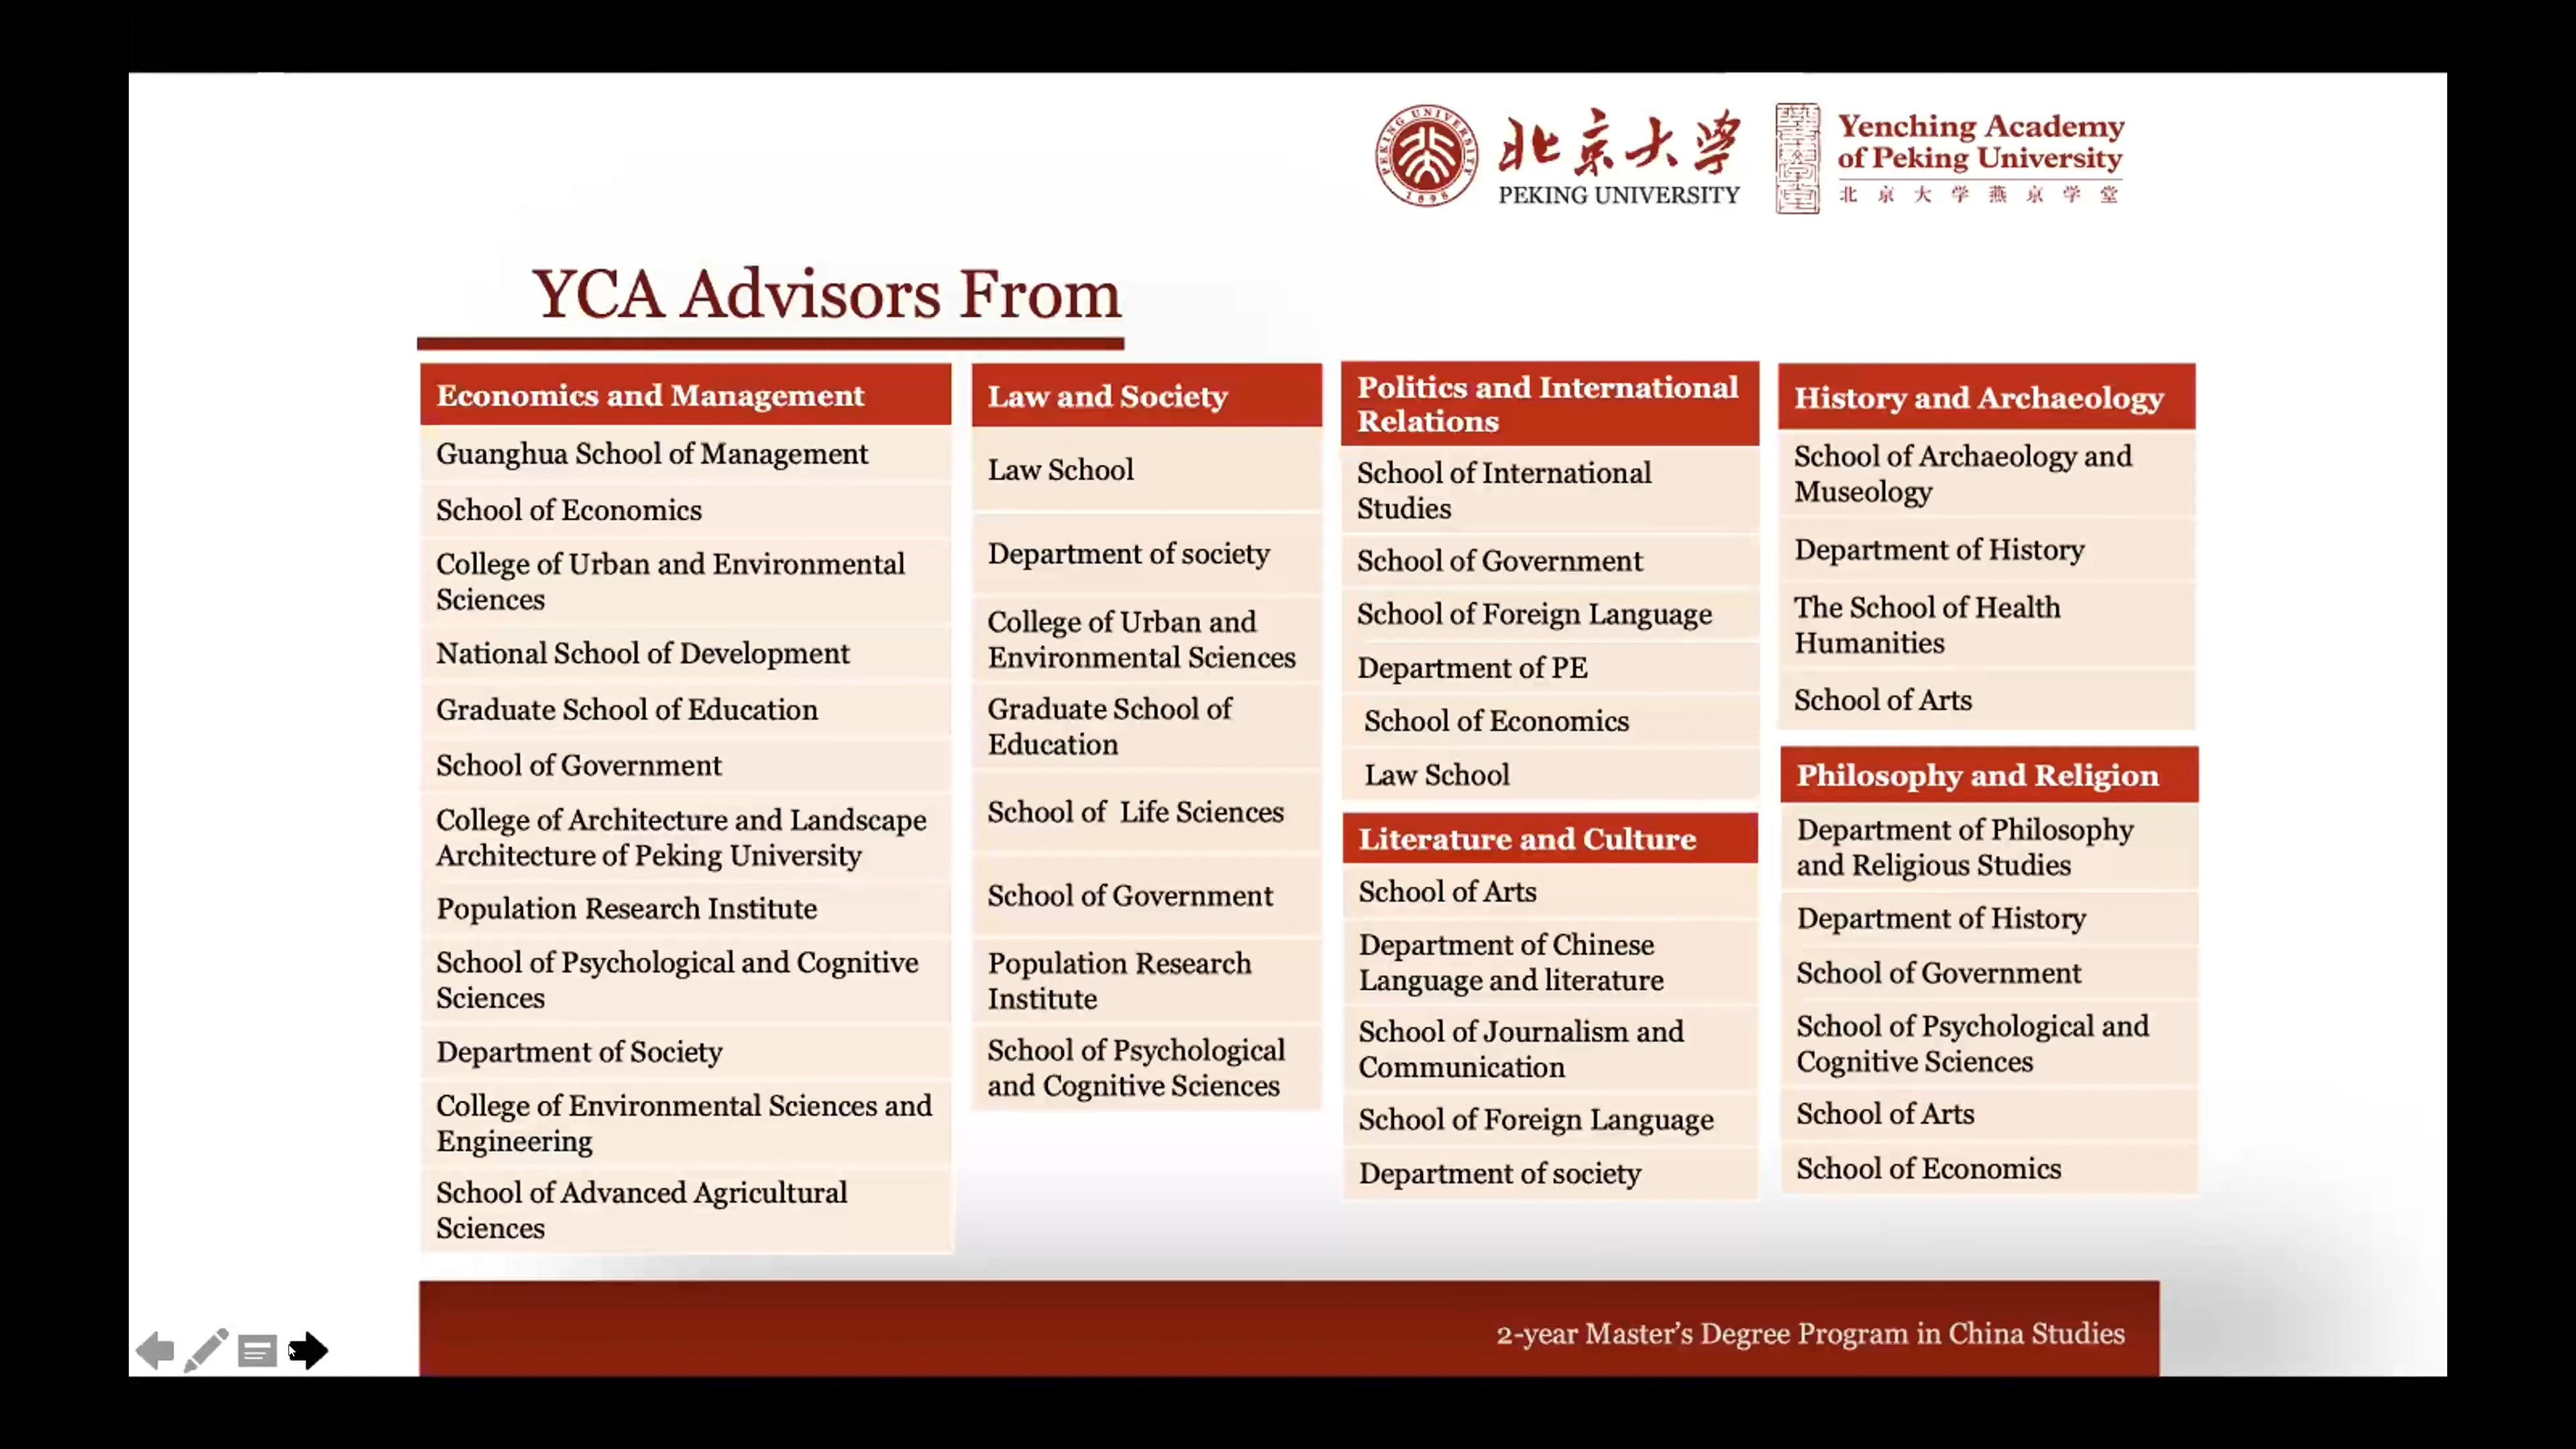 PEKING UNIVERSITY
1898
北京大学
PEKING UNIVERSITY
Yenching Academy
of Peking University
北京大学燕京学堂
YCA Advisors From
Economics and Management
Guanghua School of Management
School of Economics
College of Urban and Environmental
Sciences
National School of Development
Graduate School of Education
School of Government
College of Architecture and Landscape
Architecture of Peking University
Population Research Institute
School of Psychological and Cognitive
Sciences
Department of Society
College of Environmental Sciences and
Engineering
School of Advanced Agricultural
Sciences
Law and Society
Law School
Department of society
College of Urban and
Environmental Sciences
Graduate School of
Education
School of Life Sciences
School of Government
Population Research
Institute
School of Psychological
and Cognitive Sciences
Politics and International
Relations
School of International
Studies
School of Government
School of Foreign Language
Department of PE
School of Economics
Law School
Literature and Culture
School of Arts
Department of Chinese
Language and literature
School of Journalism and
Communication
School of Foreign Language
Department of society
History and Archaeology
School of Archaeology and
Museology
Department of History
The School of Health
Humanities
School of Arts
Philosophy and Religion
Department of Philosophy
and Religious Studies
Department of History
School of Government
School of Psychological and
Cognitive Sciences
School of Arts
School of Economics
2-year Master’s Degree Program in China Studies